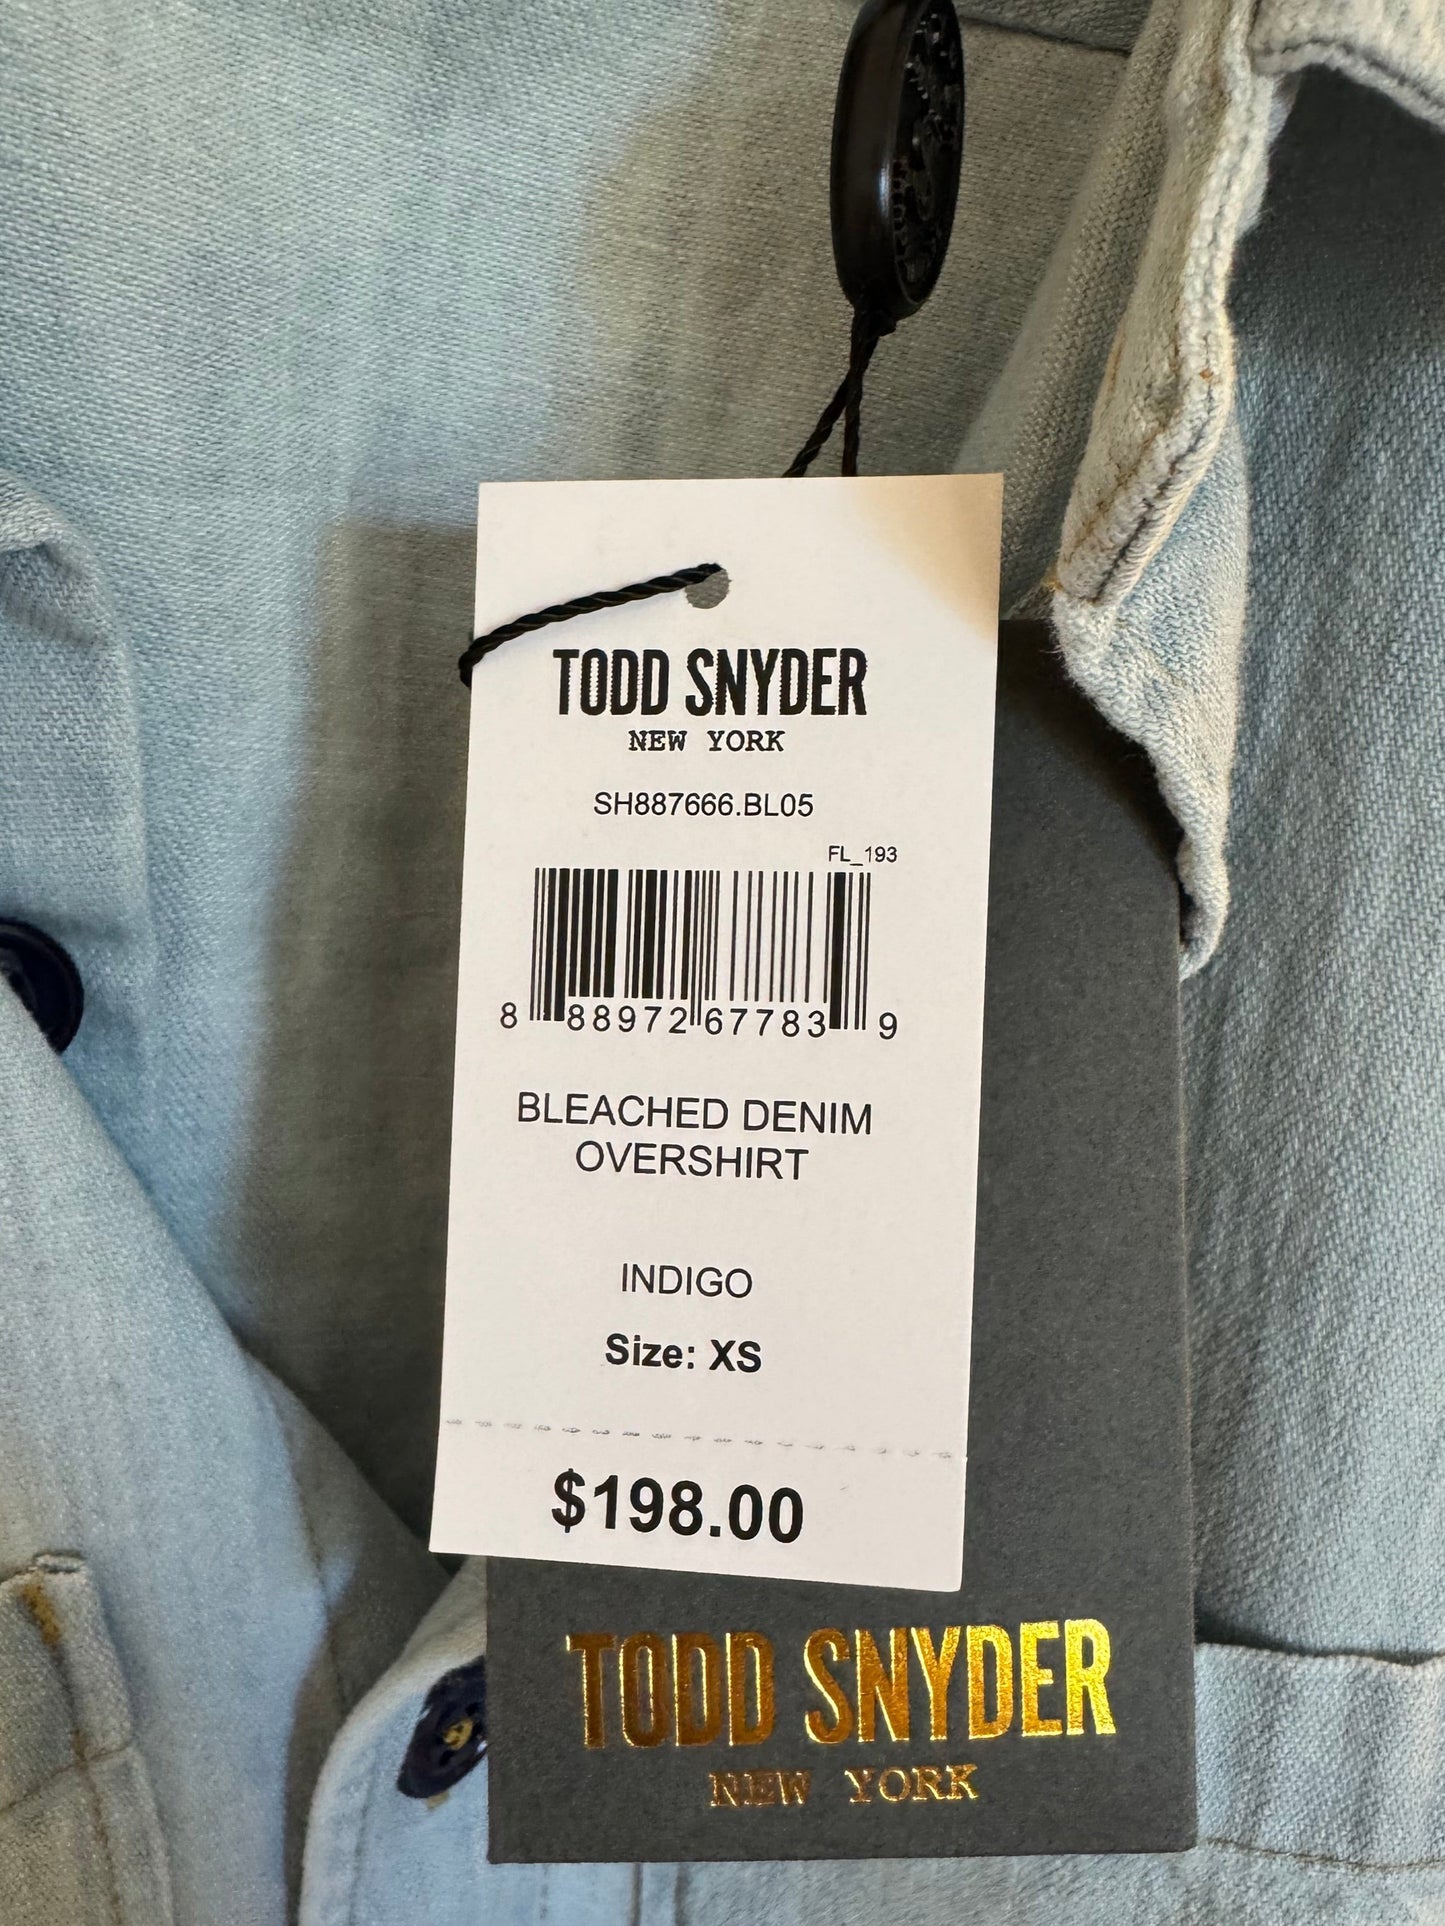 TODD SNYDER
NEW YORK
SH887666.BL05
FL_193
8 88972 67783 9
BLEACHED DENIM
OVERSHIRT
INDIGO
Size: XS
$198.00
TODD SNYDER
NEW YORK